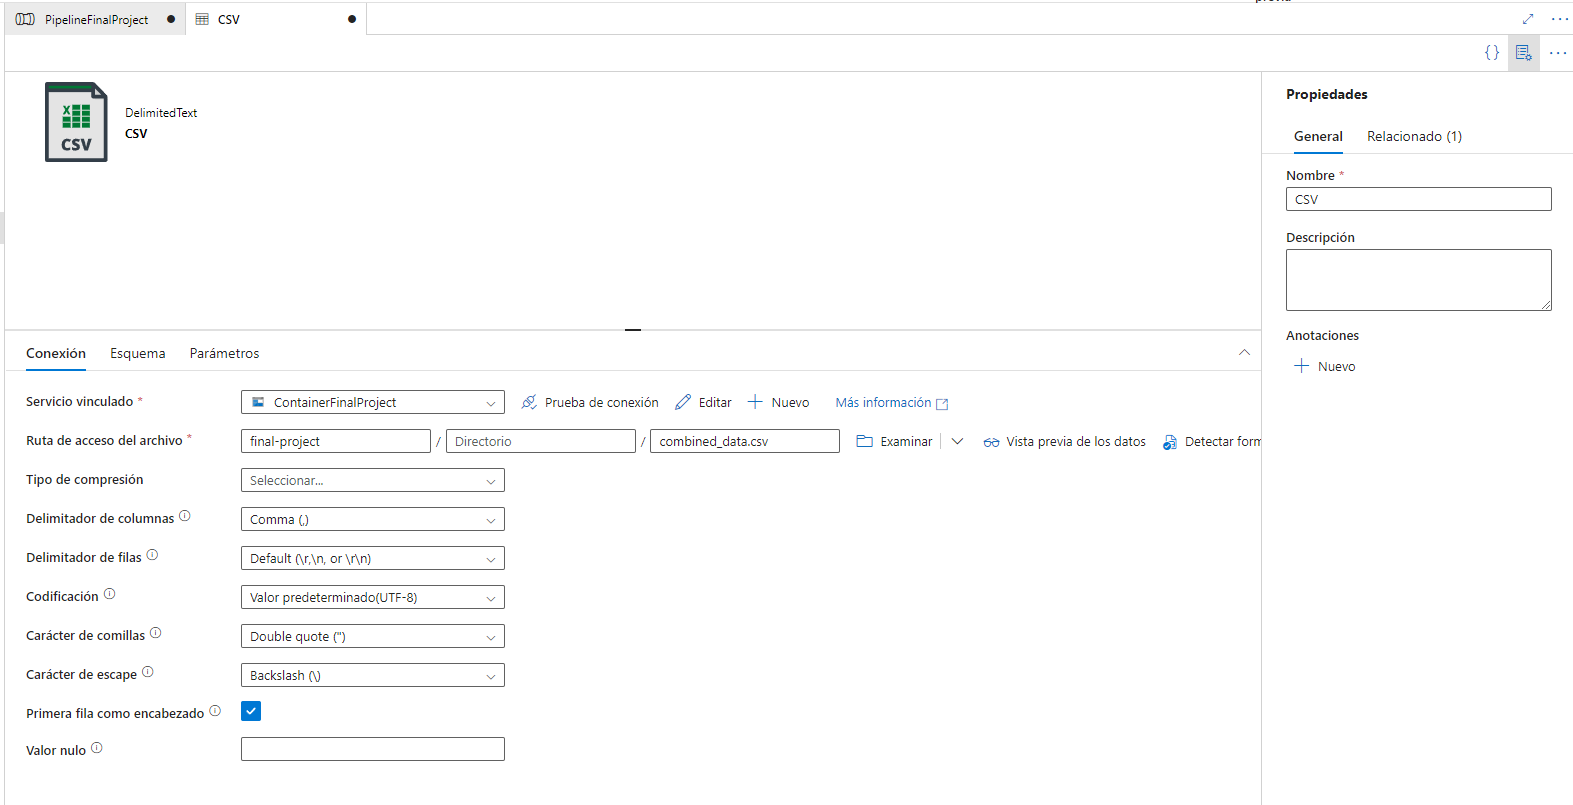 previa
PipelineFinalProject
CSV
{}
CSV
DelimitedText
CSV
Conexión Esquema Parámetros
Servicio vinculado * ContainerFinalProject Prueba de conexión Editar Nuevo Más información
Ruta de acceso del archivo * final-project / Directorio / combined_data.csv Examinar Vista previa de los datos Detectar form
Tipo de compresión Seleccionar...
Delimitador de columnas Comma (,)
Delimitador de filas Default (\r,\n, or \r\n)
Codificación Valor predeterminado(UTF-8)
Carácter de comillas Double quote (")
Carácter de escape Backslash (\)
Primera fila como encabezado
Valor nulo
Propiedades
General Relacionado (1)
Nombre *
CSV
Descripción
Anotaciones
Nuevo